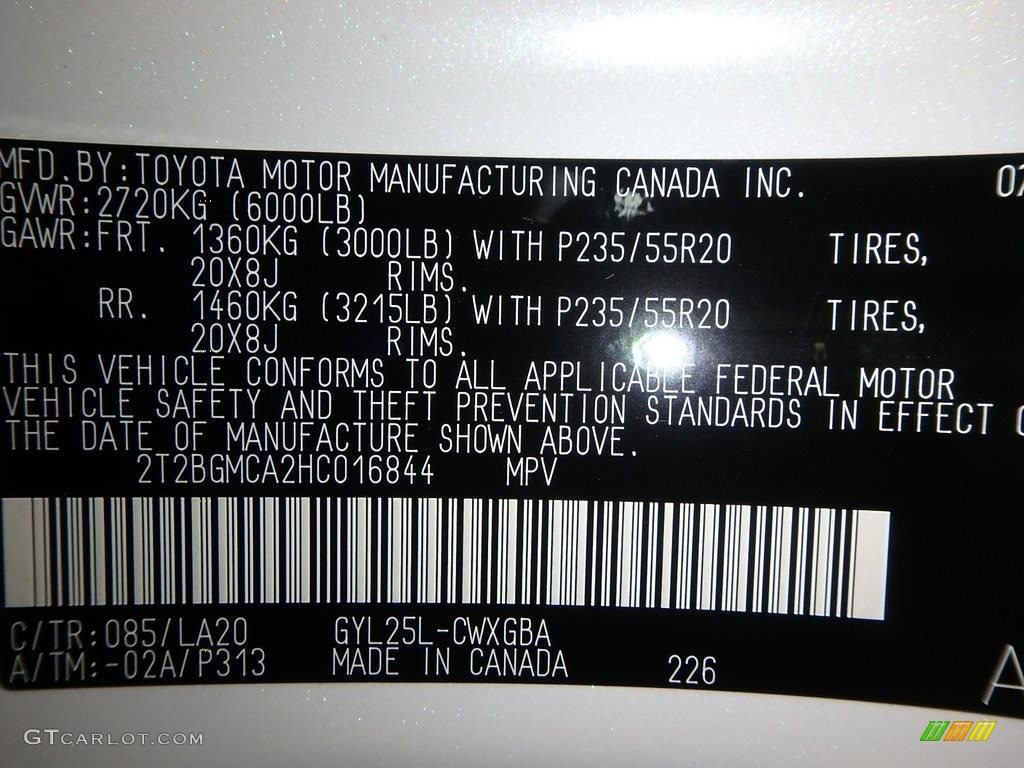 MFD. BY: TOYOTA MOTOR MANUFACTURING CANADA INC. 07
GVWR: 2720KG (6000LB)
GAWR: FRT. 1360KG (3000LB) WITH P235/55R20 TIRES,
20X8J RIMS.
RR. 1460KG (3215LB) WITH P235/55R20 TIRES,
20X8J RIMS.
THIS VEHICLE CONFORMS TO ALL APPLICABLE FEDERAL MOTOR
VEHICLE SAFETY AND THEFT PREVENTION STANDARDS IN EFFECT
THE DATE OF MANUFACTURE SHOWN ABOVE.
2T2BGMCA2HC016844 MPV
C/TR: 085/LA20 GYL25L-CWXGBA
A/TM: -02A/P313 MADE IN CANADA 226
A
GTCARLOT.COM